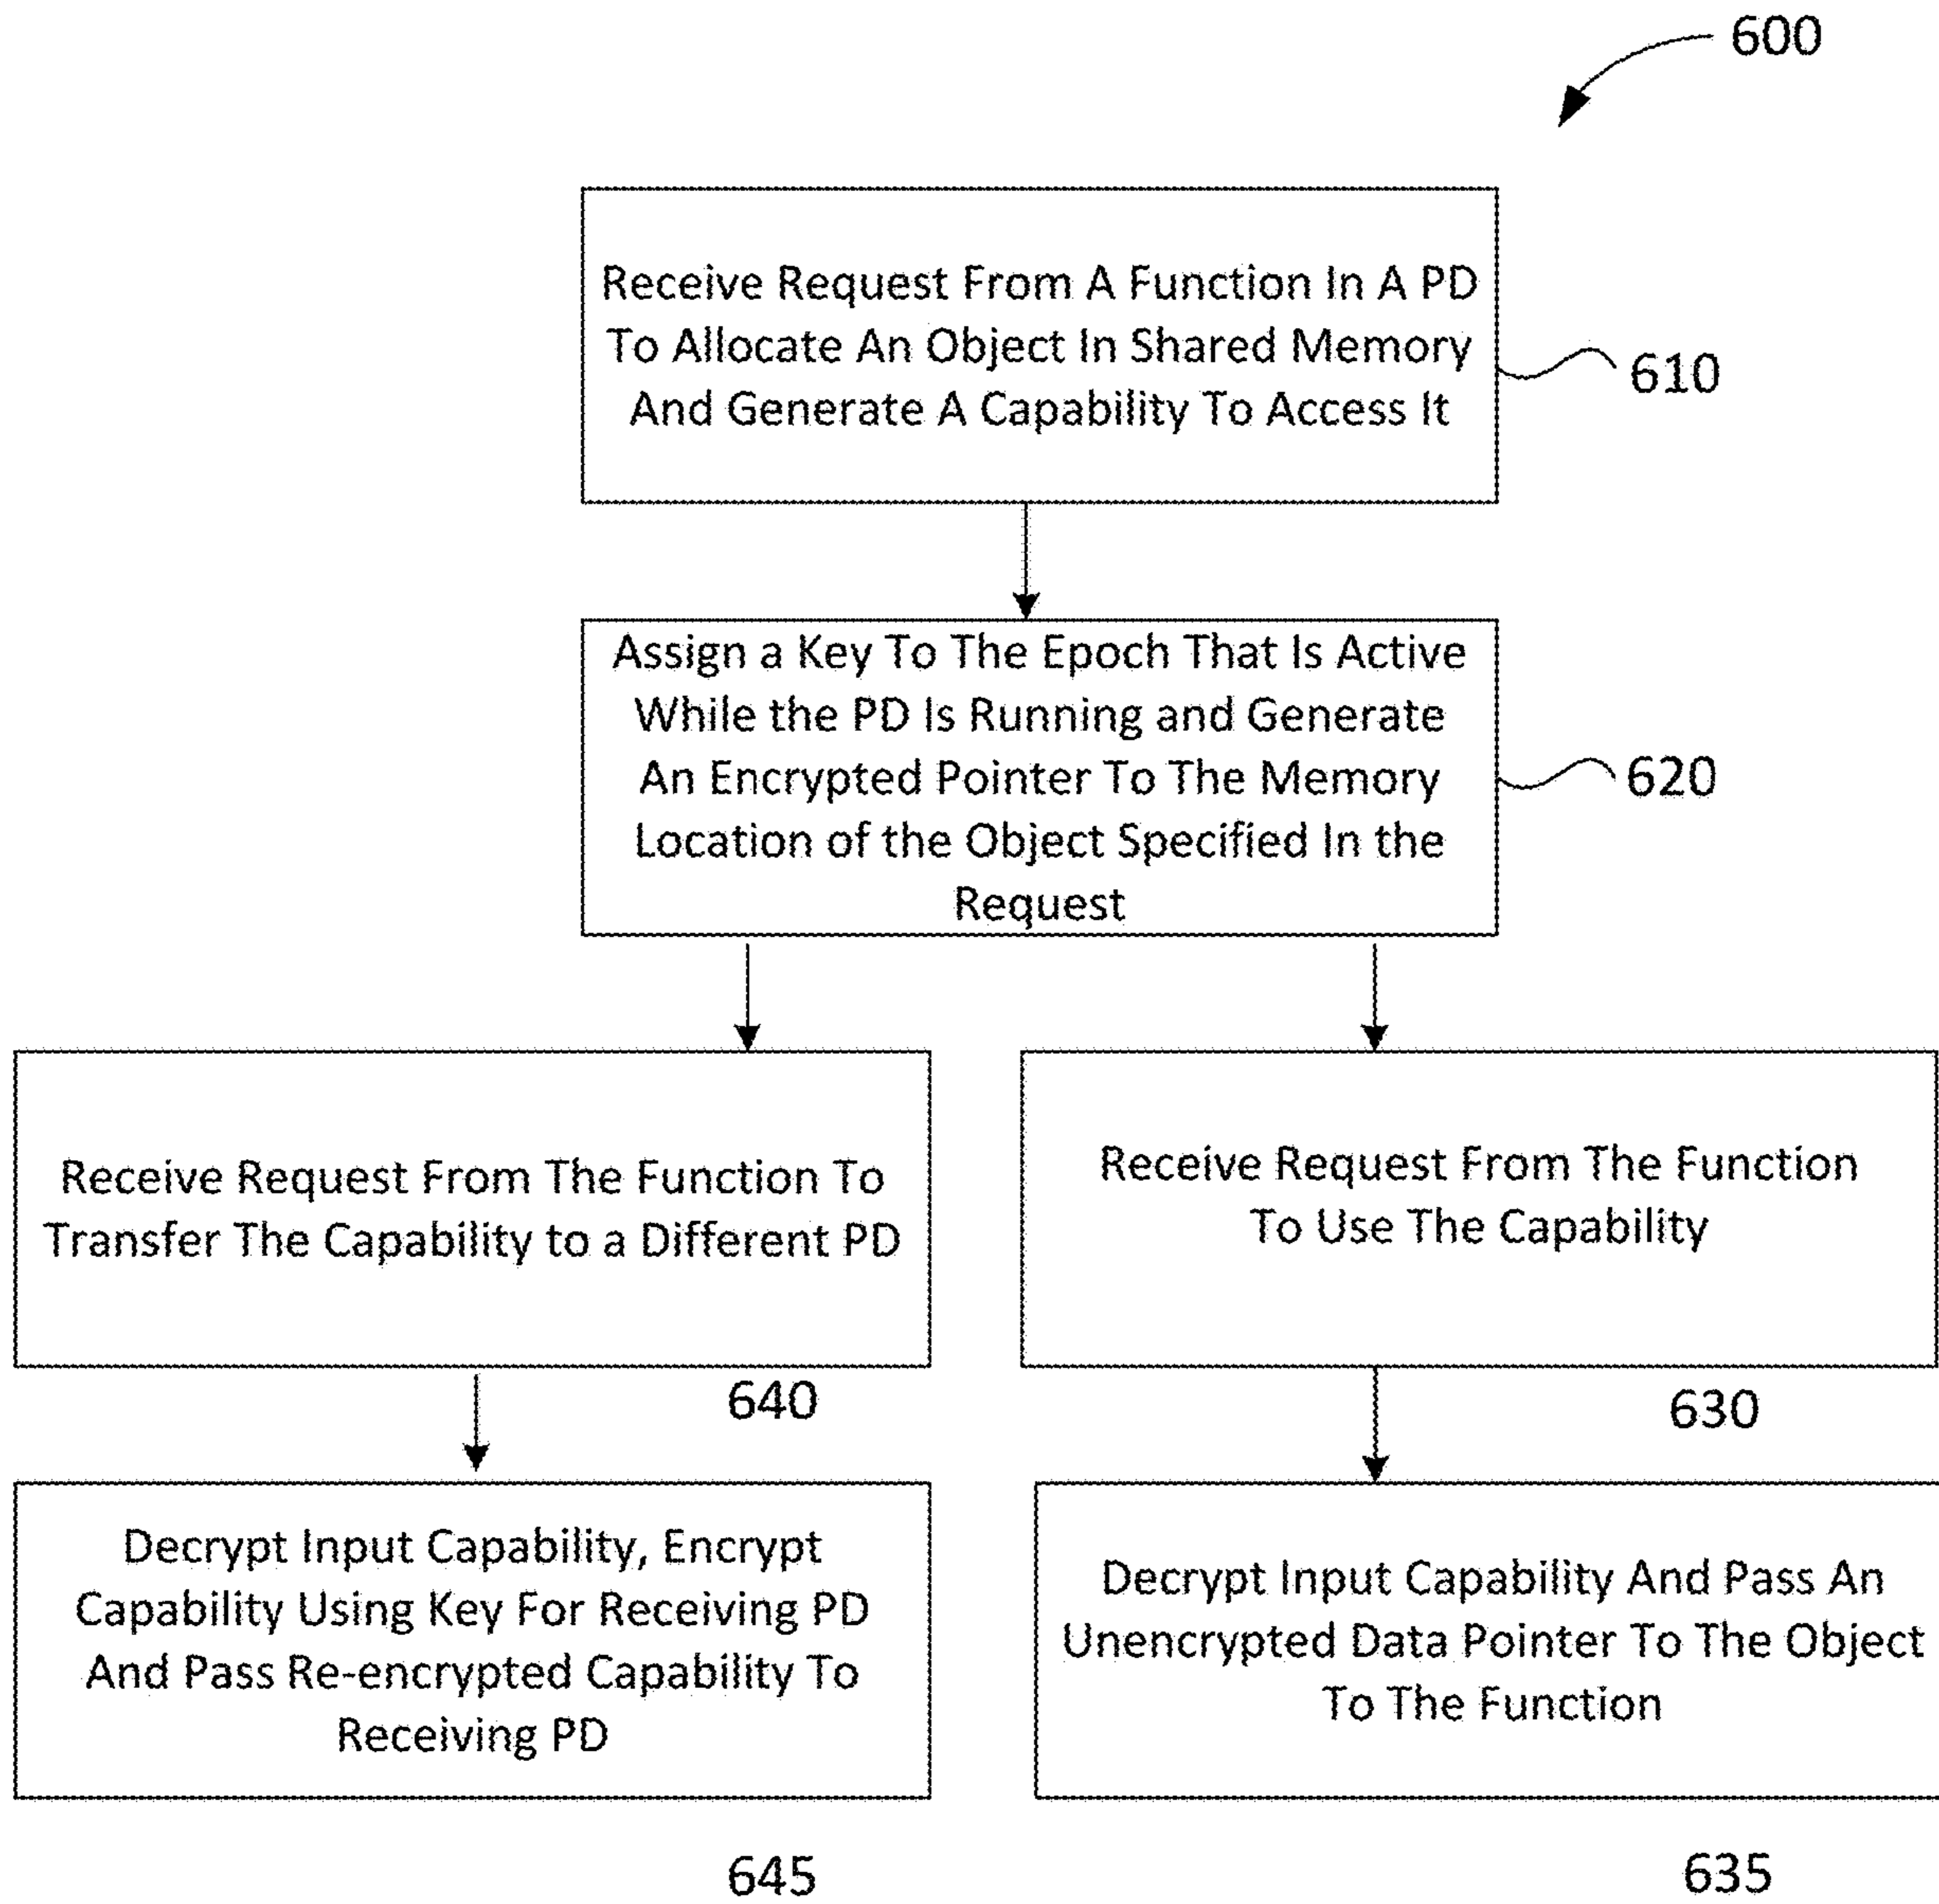 600
Receive Request From A Function In A PD
To Allocate An Object In Shared Memory
And Generate A Capability To Access It
610
Assign a Key To The Epoch That Is Active
While the PD Is Running and Generate
An Encrypted Pointer To The Memory
Location of the Object Specified In the
Request
620
Receive Request From The Function To
Transfer The Capability to a Different PD
640
Receive Request From The Function
To Use The Capability
630
Decrypt Input Capability, Encrypt
Capability Using Key For Receiving PD
And Pass Re-encrypted Capability To
Receiving PD
645
Decrypt Input Capability And Pass An
Unencrypted Data Pointer To The Object
To The Function
635